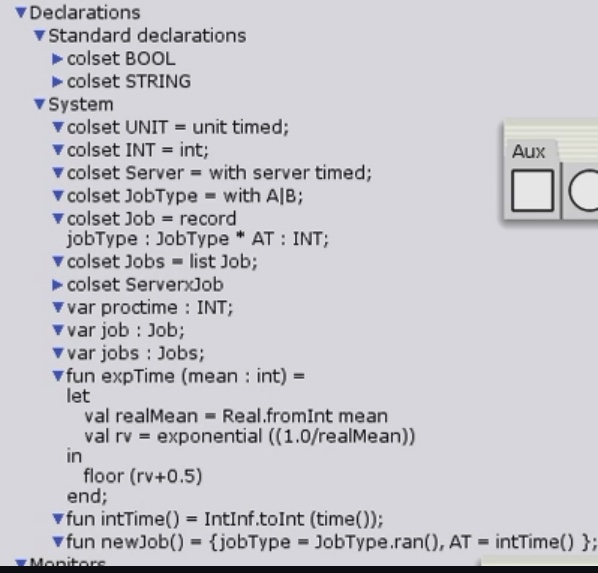 Declarations
Standard declarations
colset BOOL
colset STRING
System
colset UNIT = unit timed;
colset INT = int;
colset Server = with server timed;
colset JobType = with A|B;
colset Job = record
jobType : JobType * AT : INT;
colset Jobs = list Job;
colset ServerxJob
var proctime : INT;
var job : Job;
var jobs : Jobs;
fun expTime (mean : int) =
let
val realMean = Real.fromInt mean
val rv = exponential ((1.0/realMean))
in
floor (rv+0.5)
end;
fun intTime() = IntInf.toInt (time());
fun newJob() = {jobType = JobType.ran(), AT = intTime() };
Monitors
Aux